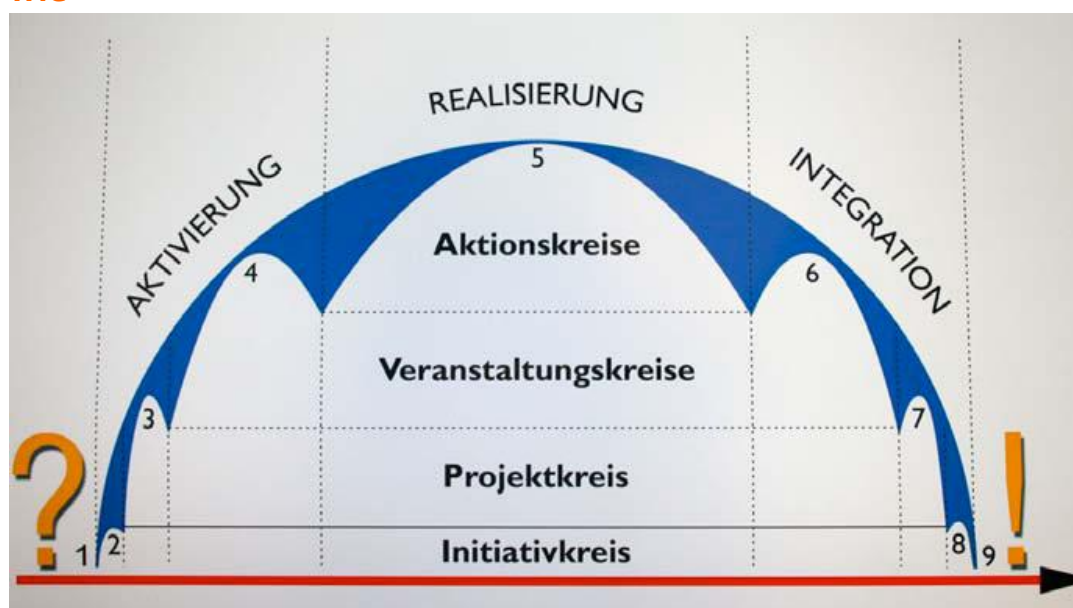 REALISIERUNG
AKTIVIERUNG
INTEGRATION
5
4
6
Aktionskreise
Veranstaltungskreise
3
7
?
!
Projektkreis
1
2
Initiativkreis
8
9